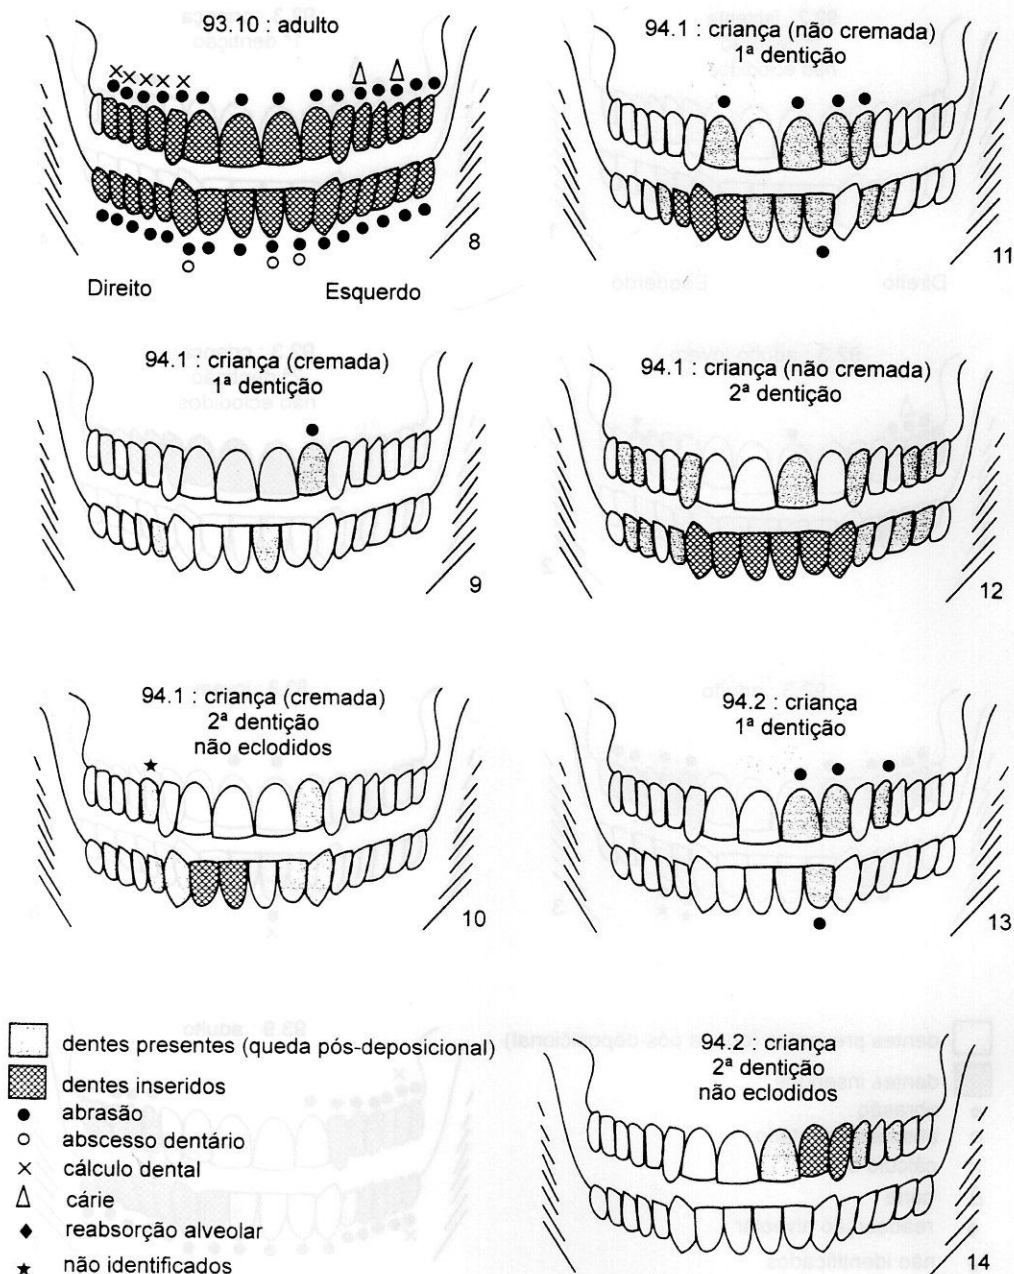 93.10 : adulto
8
Direito
Esquerdo
94.1 : criança (não cremada)
1ª dentição
11
94.1 : criança (cremada)
1ª dentição
9
94.1 : criança (não cremada)
2ª dentição
12
94.1 : criança (cremada)
2ª dentição
não eclodidos
10
94.2 : criança
1ª dentição
13
dentes presentes (queda pós-deposicional)
dentes inseridos
abrasão
abscesso dentário
cálculo dental
cárie
reabsorção alveolar
não identificados
94.2 : criança
2ª dentição
não eclodidos
14